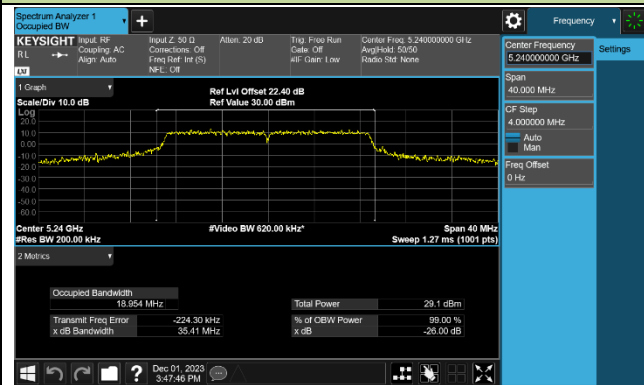 Spectrum Analyzer 1
Occupied BW
Frequency
KEYSIGHT
Input: RF
Coupling: AC
Align: Auto
Input Z: 50 Ω
Corrections: Off
Freq Ref: Int (S)
NFE: Off
Atten: 20 dB
Trig: Free Run
Gate: Off
#IF Gain: Low
Center Freq: 5.240000000 GHz
Avg|Hold: 50/50
Radio Std: None
RL
LXI
Center Frequency
5.240000000 GHz
Settings
Span
40.000 MHz
CF Step
4.000000 MHz
Auto
Man
Freq Offset
0 Hz
1 Graph
Scale/Div 10.0 dB
Ref Lvl Offset 22.40 dB
Ref Value 30.00 dBm
Log
20.0
10.0
0.00
-10.0
-20.0
-30.0
-40.0
-50.0
-60.0
Center 5.24 GHz
#Video BW 620.00 kHz*
Span 40 MHz
#Res BW 200.00 kHz
Sweep 1.27 ms (1001 pts)
2 Metrics
Occupied Bandwidth
18.954 MHz
Total Power
29.1 dBm
Transmit Freq Error
-224.30 kHz
% of OBW Power
99.00 %
x dB Bandwidth
35.41 MHz
x dB
-26.00 dB
?
Dec 01, 2023
3:47:46 PM